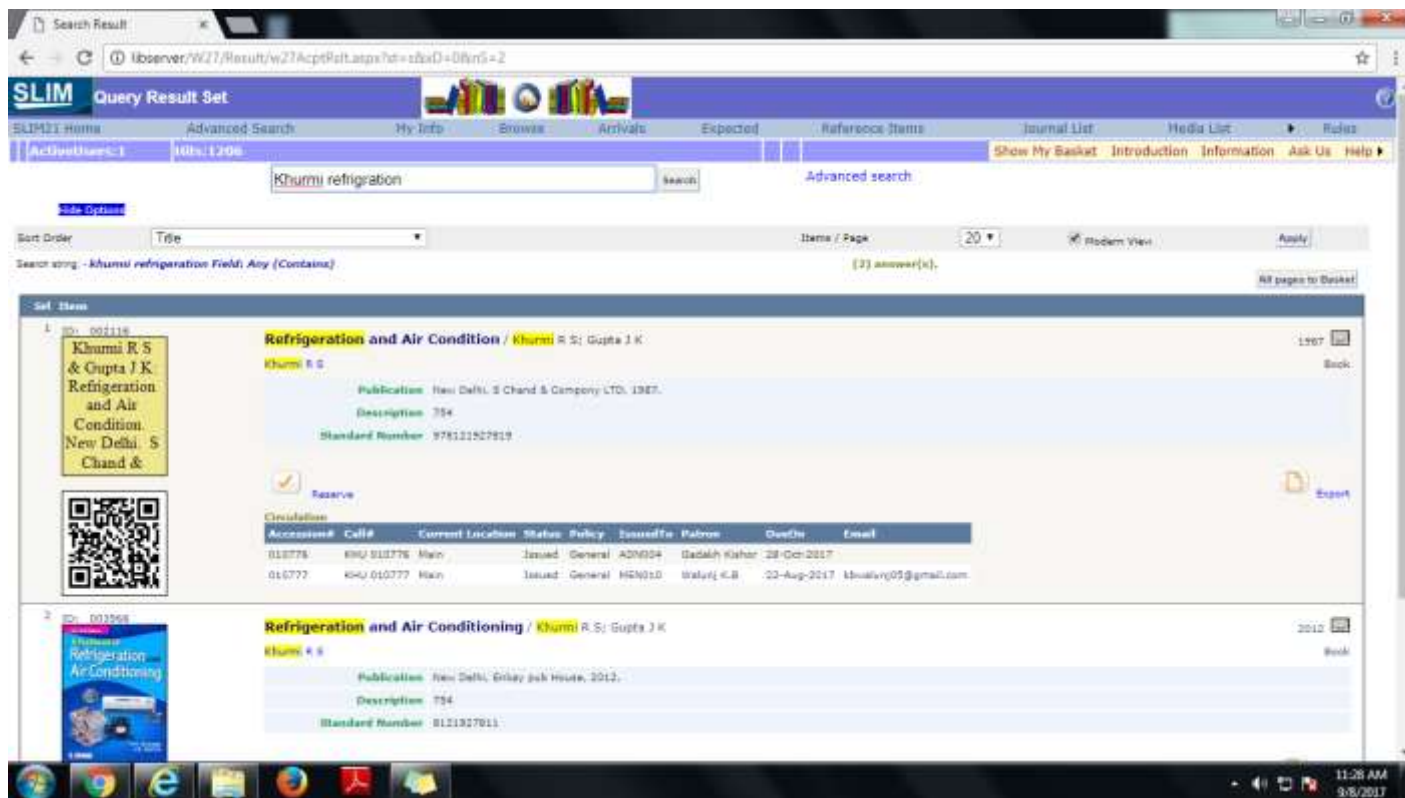 Search Result
libserver/W27/Result/w27AcptRslt.aspx?st=s&xD=0&nS=2
SLIM Query Result Set
SLIM21 Home Advanced Search My Info Browse Arrivals Expected Reference Items Journal List Media List Rules
ActiveUsers:1 Hits:1206 Show My Basket Introduction Information Ask Us Help
Khurmi refrigration Search Advanced search
Hide Options
Sort Order Title Items / Page 20 Modern View Apply
Search string - khurmi refrigeration Field: Any (Contains) answer(s).
All pages to Basket
Sel Item
1 ID: 002116
Khurmi R S
& Gupta J K
Refrigeration
and Air
Condition.
New Delhi. S
Chand &
Refrigeration and Air Condition / Khurmi R S; Gupta J K 1987
Khurmi R S Book
Publication New Delhi. S Chand & Company LTD. 1987.
Description 754
Standard Number 978121927819
Reserve Export
Circulation
Accession# Call# Current Location Status Policy IssuedTo Patron DueOn Email
010776 KHU 010776 Main Issued General Gadakh Kishor 28-Oct-2017
010777 KHU 010777 Main Issued General Walunj K.B 22-Aug-2017
2
Refrigeration
Air Conditioning
Refrigeration and Air Conditioning / Khurmi R S; Gupta J K 2012
Khurmi R S Book
Publication New Delhi. pub House. 2012.
Description 754
Standard Number 8121927811
11:28 AM
9/8/2017